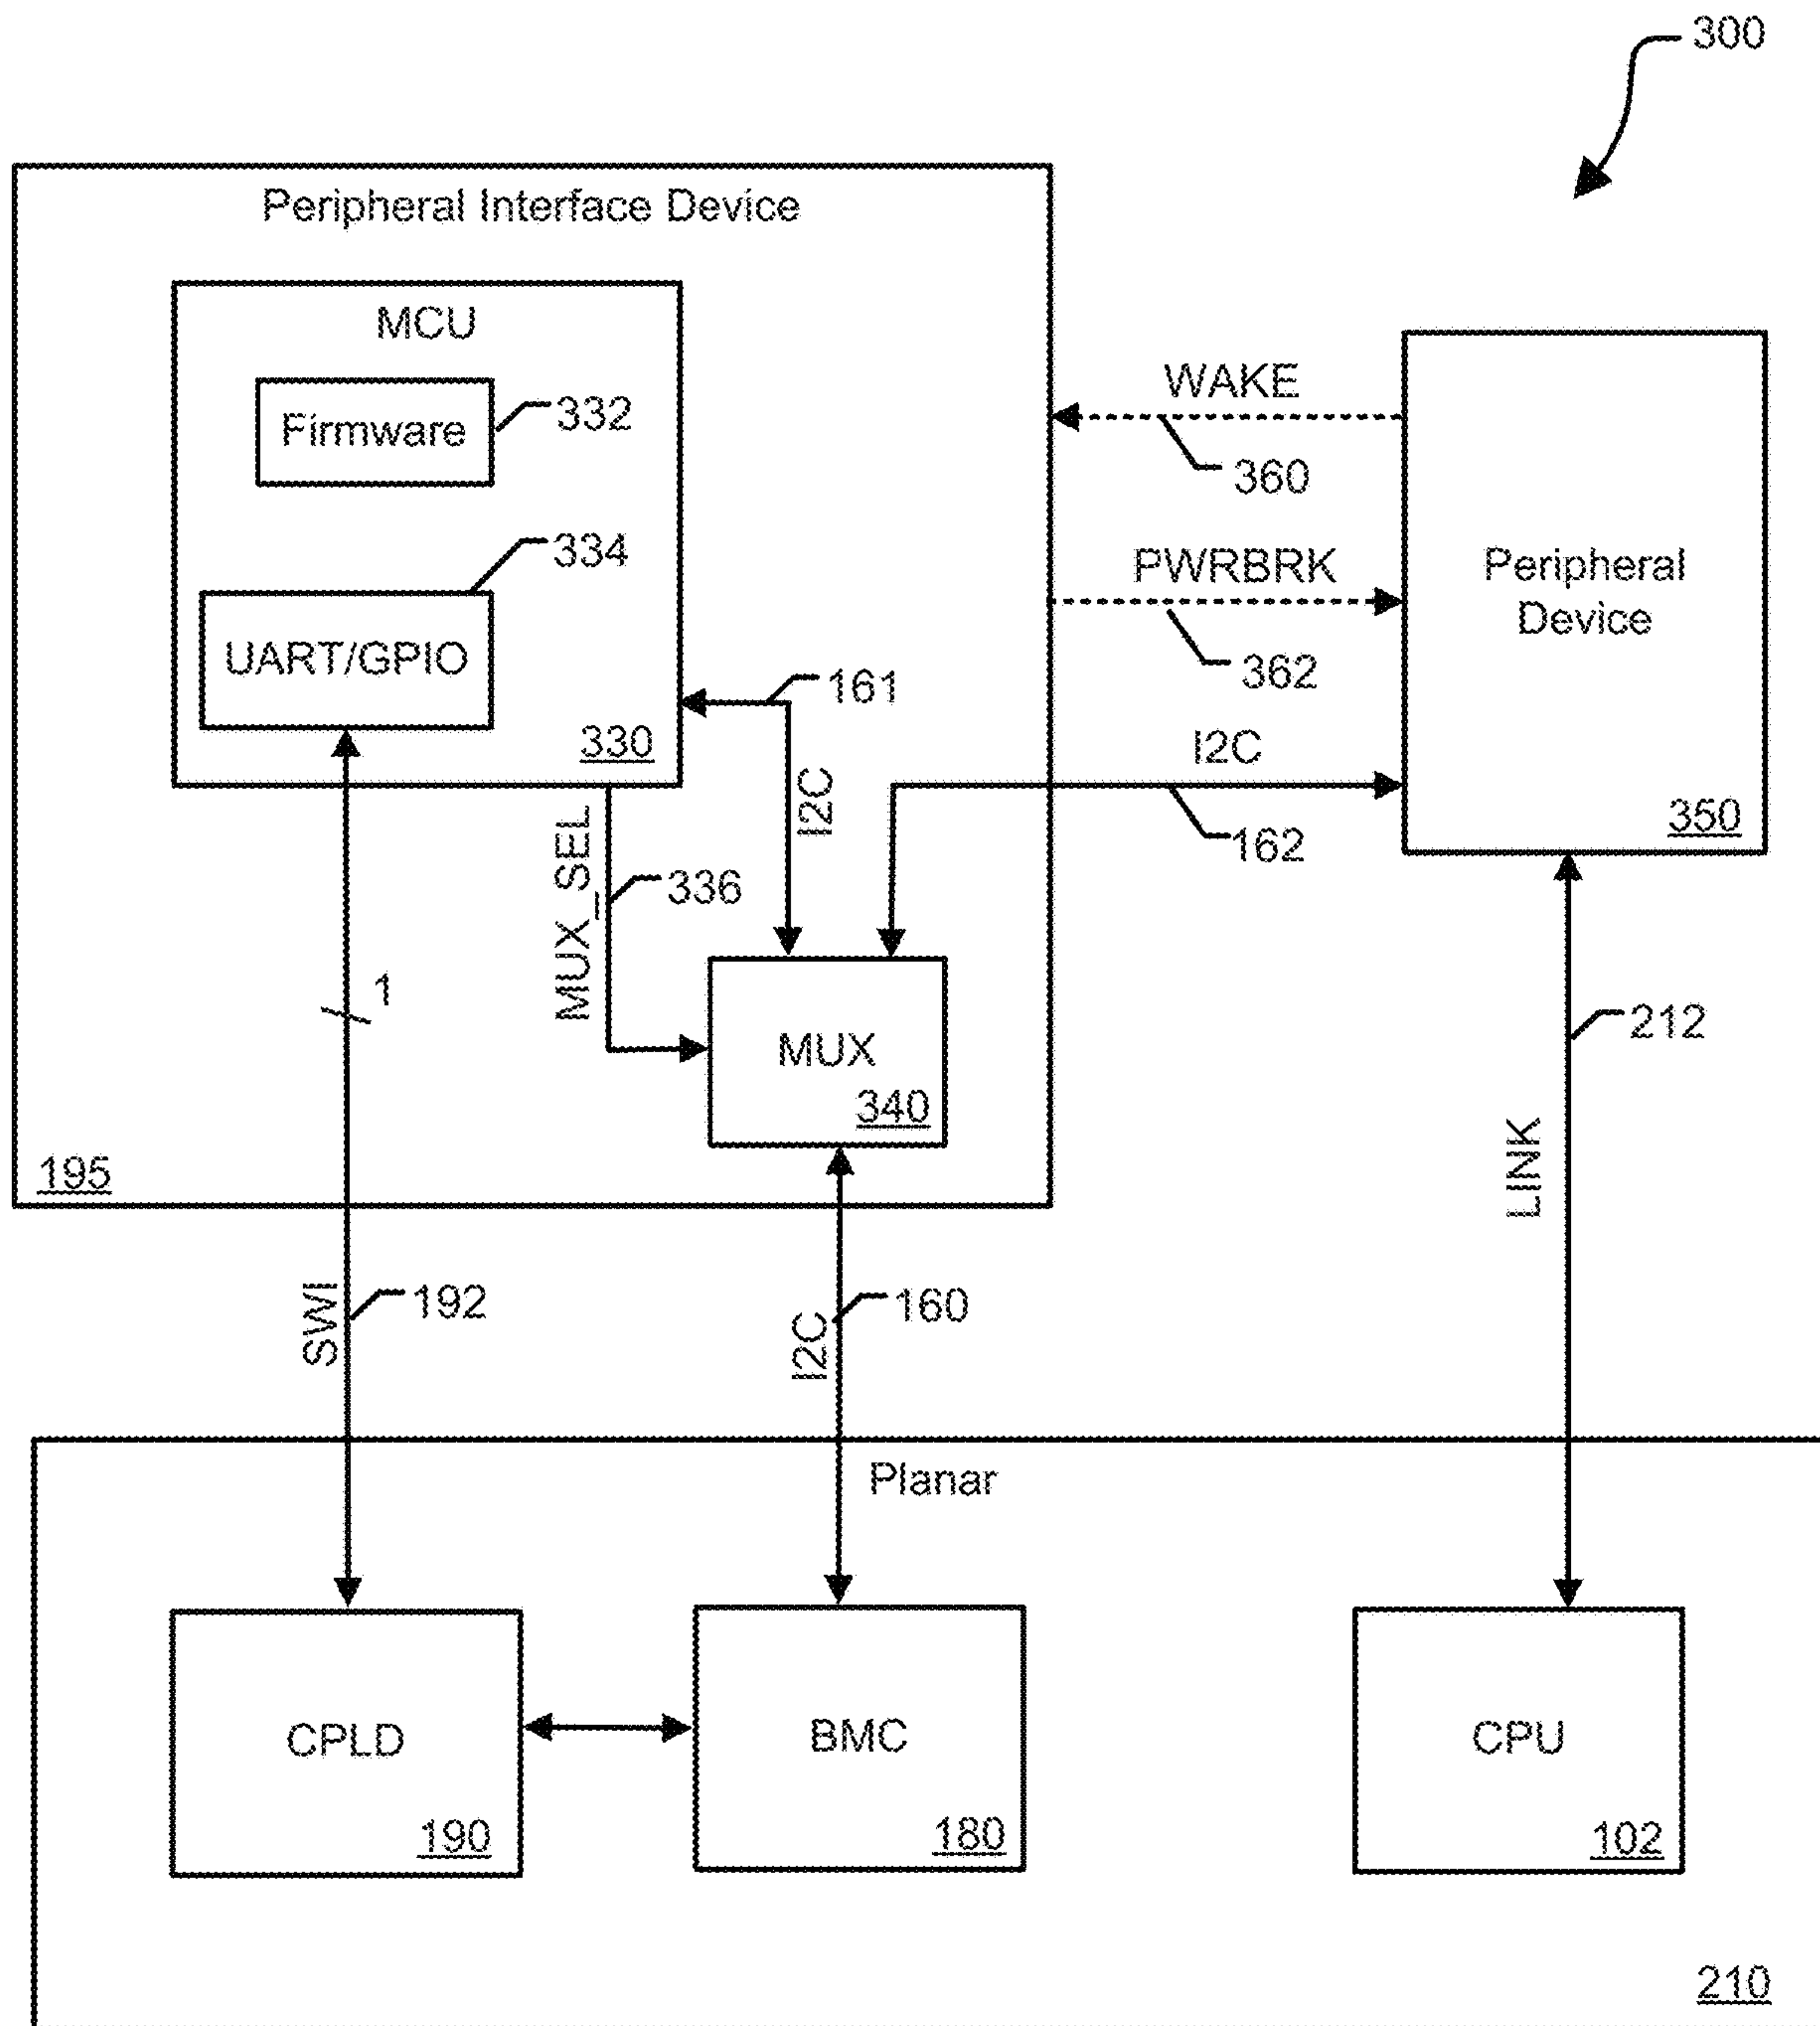 300
Peripheral Interface Device
MCU
Firmware
332
334
UART/GPIO
330
161
I2C
MUX_SEL
336
MUX
340
1
195
WAKE
360
PWRBRK
362
I2C
162
Peripheral
Device
350
212
LINK
SWI
192
I2C
160
Planar
CPLD
190
BMC
180
CPU
102
210